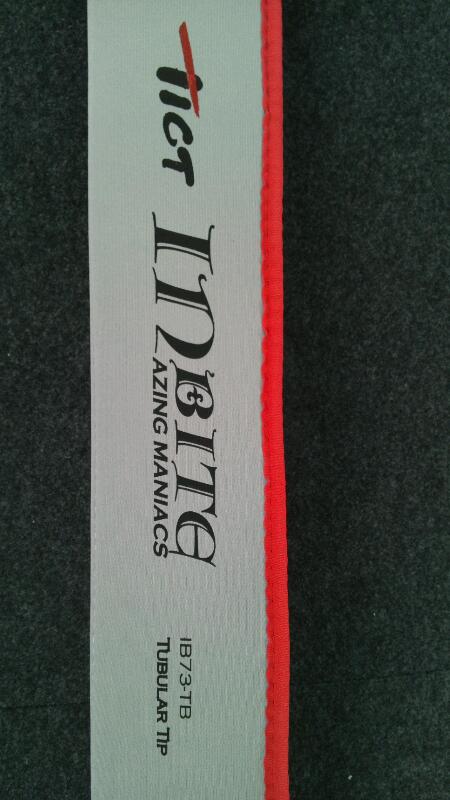 TICT
INBITE
AZING MANIACS
IB73-TB
TUBULAR TIP